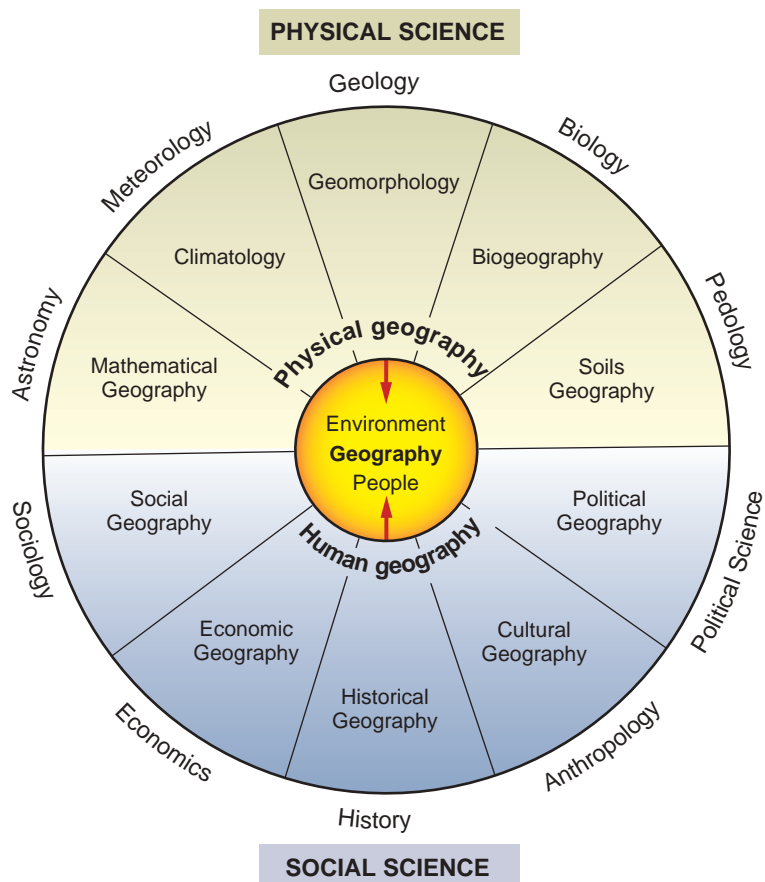 PHYSICAL SCIENCE
Geology
Meteorology
Biology
Astronomy
Pedology
Geomorphology
Climatology
Biogeography
Mathematical
Geography
Soils
Geography
Physical geography
Environment
Geography
People
Human geography
Social
Geography
Political
Geography
Economic
Geography
Cultural
Geography
Historical
Geography
Sociology
Political Science
Economics
Anthropology
History
SOCIAL SCIENCE